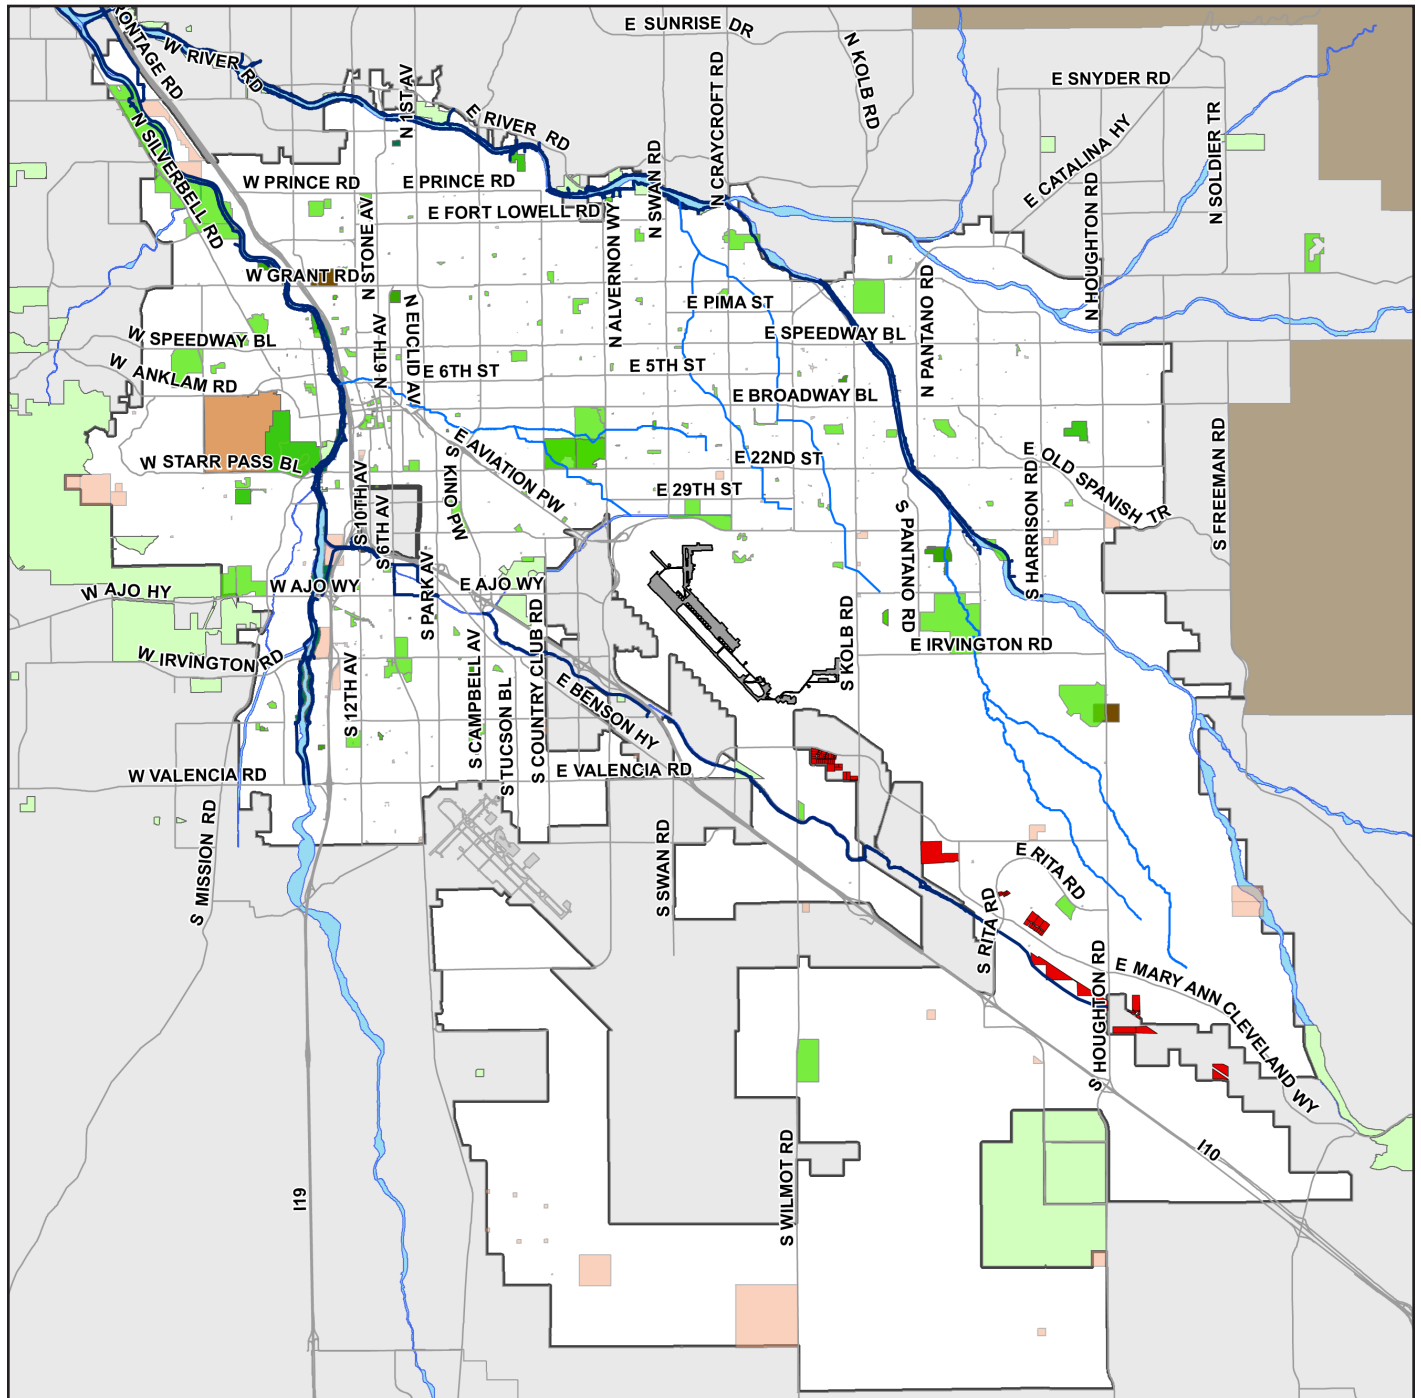 E SUNRISE DR
N KOLB RD
E SNYDER RD
RONTAGE RD
W RIVER RD
N 1ST AV
E RIVER RD
N CRAYCROFT RD
N SOLDIER TR
E CATALINA HY
N SILVERBELL RD
W PRINCE RD
E PRINCE RD
E FORT LOWELL RD
N SWAN RD
N HOUGHTON RD
N STONE AV
N ALVERNON WY
W GRANT RD
N PANTANO RD
E PIMA ST
N EUCLID AV
N 6TH AV
W SPEEDWAY BL
E SPEEDWAY BL
W ANKLAM RD
E 6TH ST
E 5TH ST
E BROADWAY BL
E AVIATION PW
S KINO PW
W STARR PASS BL
E 22ND ST
E OLD SPANISH TR
S FREEMAN RD
E 29TH ST
S 10TH AV
S 6TH AV
S PANTANO RD
S HARRISON RD
W AJO HY
W AJO WY
S PARK AV
E AJO WY
S COUNTRY CLUB RD
S KOLB RD
W IRVINGTON RD
E IRVINGTON RD
S 12TH AV
S CAMPBELL AV
S TUCSON BL
E BENSON HY
W VALENCIA RD
E VALENCIA RD
S MISSION RD
S SWAN RD
E RITA RD
S RITA RD
S HOUGHTON RD
E MARY ANN CLEVELAND WY
I10
S WILMOT RD
I19